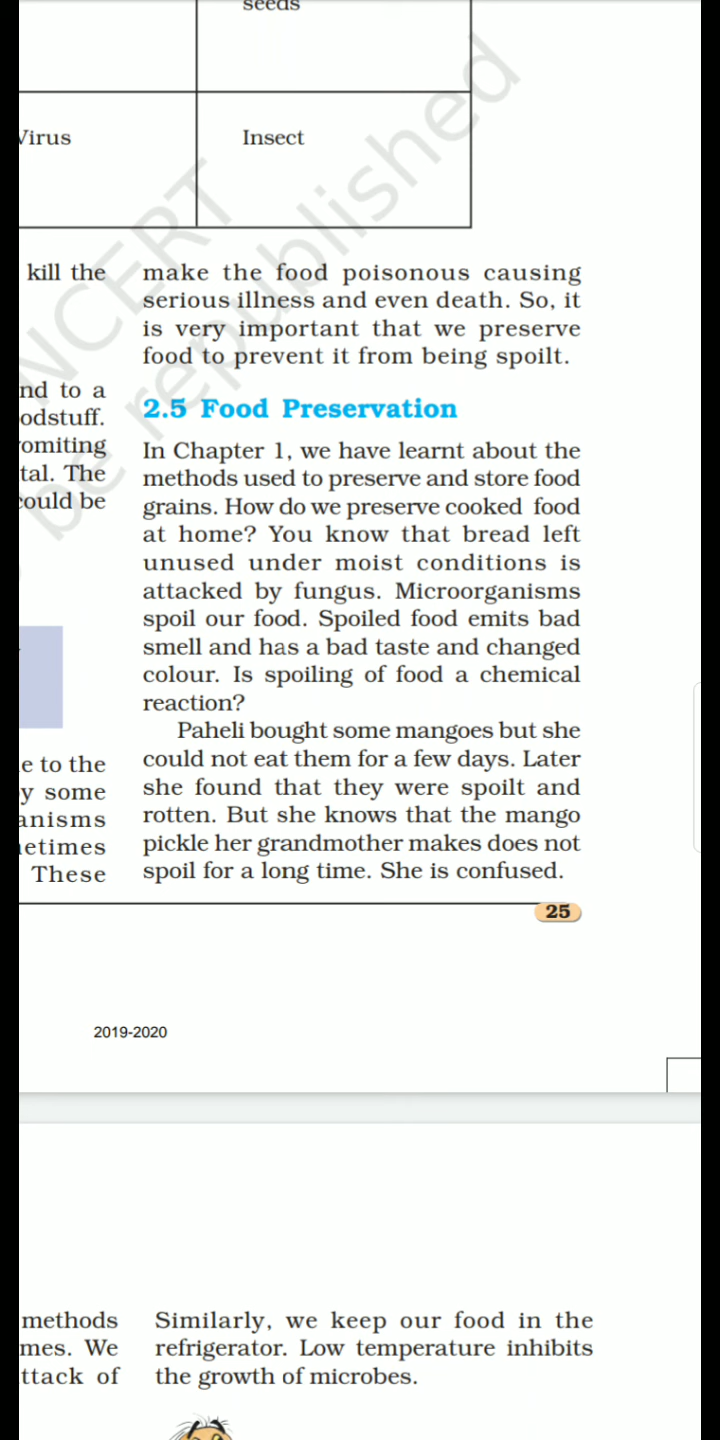 seeds
Virus
Insect
NCERT
be republished
kill the
nd to a
odstuff.
omiting
tal. The
could be
e to the
y some
anisms
netimes
These
make the food poisonous causing
serious illness and even death. So, it
is very important that we preserve
food to prevent it from being spoilt.
2.5 Food Preservation
In Chapter 1, we have learnt about the
methods used to preserve and store food
grains. How do we preserve cooked food
at home? You know that bread left
unused under moist conditions is
attacked by fungus. Microorganisms
spoil our food. Spoiled food emits bad
smell and has a bad taste and changed
colour. Is spoiling of food a chemical
reaction?
Paheli bought some mangoes but she
could not eat them for a few days. Later
she found that they were spoilt and
rotten. But she knows that the mango
pickle her grandmother makes does not
spoil for a long time. She is confused.
25
2019-2020
methods
mes. We
ttack of
Similarly, we keep our food in the
refrigerator. Low temperature inhibits
the growth of microbes.